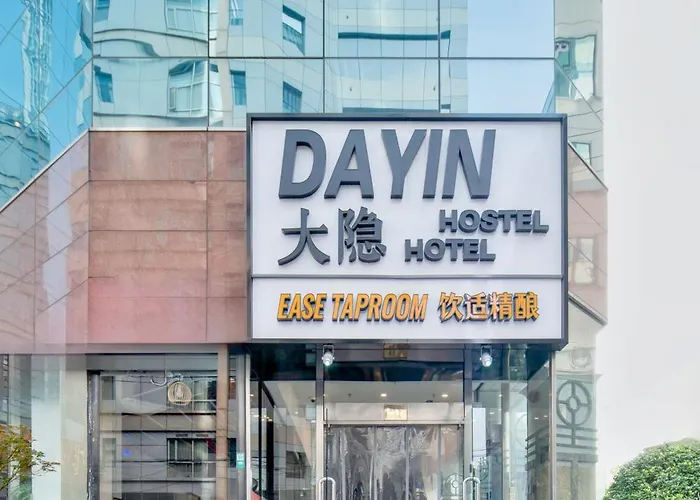 DAYIN
大隐 HOSTEL
HOTEL
EASE TAPROOM 饮适精酿